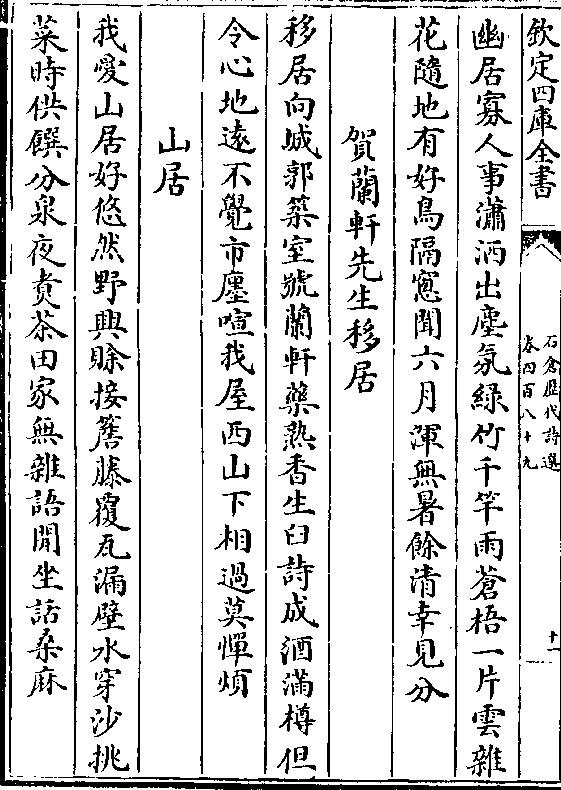 欽定四庫全書
石倉歴代詩選
卷四百八十九
十一
幽居寡人事瀟洒出塵氛緑竹千竿雨蒼梧一片雲雜
花隨地有好鳥隔窻聞六月渾無暑餘清幸見分
賀蘭軒先生移居
移居向城郭築室號蘭軒藥熟香生臼詩成酒滿樽但
令心地逺不覺市廛喧我屋西山下相過莫憚煩
山居
我愛山居好悠然野興賒接簷藤覆瓦漏壁水穿沙挑
菜時供饌分泉夜煑茶田家無雜語閒坐話桑麻